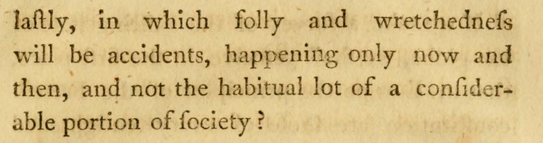 laſtly, in which folly and wretchedneſs
will be accidents, happening only now and
then, and not the habitual lot of a conſider-
able portion of ſociety?